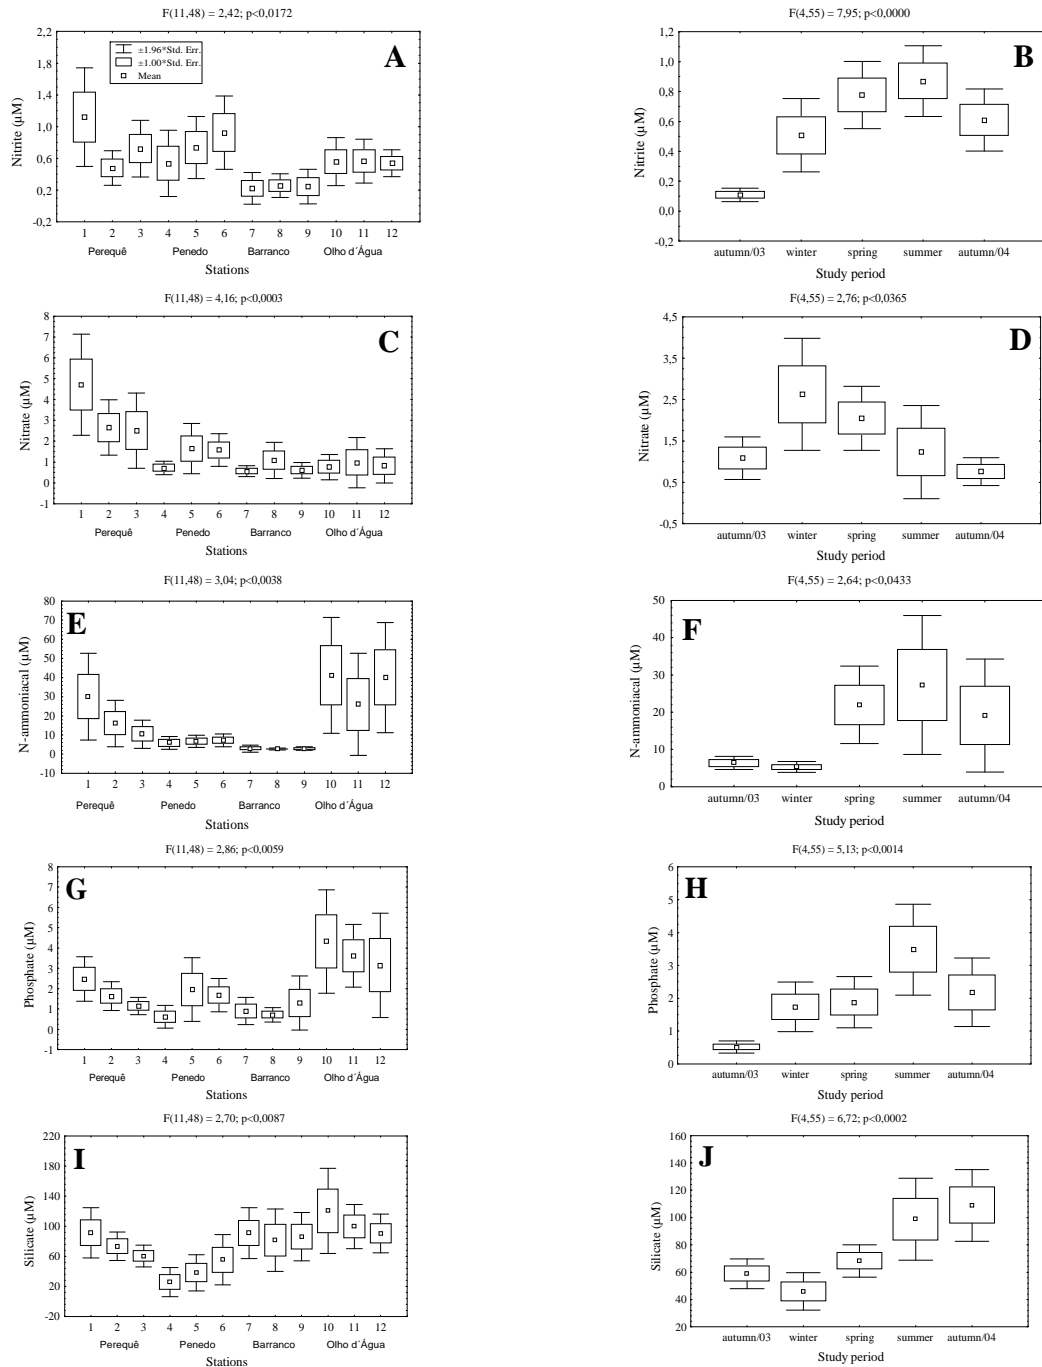 F(11,48) = 2,42; p<0,0172
2,2
1,8
1,4
1,0
0,6
0,2
-0,2
Nitrite (µM)
±1.96*Std. Err.
±1.00*Std. Err.
Mean
A
1 2 3 4 5 6 7 8 9 10 11 12
Perequê Penedo Barranco Olho d´Água
Stations
F(4,55) = 7,95; p<0,0000
1,2
1,0
0,8
0,6
0,4
0,2
0,0
-0,2
Nitrite (µM)
B
autumn/03 winter spring summer autumn/04
Study period
F(11,48) = 4,16; p<0,0003
8
7
6
5
4
3
2
1
0
-1
Nitrate (µM)
C
1 2 3 4 5 6 7 8 9 10 11 12
Perequê Penedo Barranco Olho d´Água
Stations
F(4,55) = 2,76; p<0,0365
4,5
3,5
2,5
1,5
0,5
-0,5
Nitrate (µM)
D
autumn/03 winter spring summer autumn/04
Study period
F(11,48) = 3,04; p<0,0038
80
70
60
50
40
30
20
10
0
-10
N-ammoniacal (µM)
E
1 2 3 4 5 6 7 8 9 10 11 12
Perequê Penedo Barranco Olho d´Água
Stations
F(4,55) = 2,64; p<0,0433
50
40
30
20
10
0
N-ammoniacal (µM)
F
autumn/03 winter spring summer autumn/04
Study period
F(11,48) = 2,86; p<0,0059
8
7
6
5
4
3
2
1
0
-1
Phosphate (µM)
G
1 2 3 4 5 6 7 8 9 10 11 12
Perequê Penedo Barranco Olho d´Água
Stations
F(4,55) = 5,13; p<0,0014
6
5
4
3
2
1
0
Phosphate (µM)
H
autumn/03 winter spring summer autumn/04
Study period
F(11,48) = 2,70; p<0,0087
220
180
140
100
60
20
-20
Silicate (µM)
I
1 2 3 4 5 6 7 8 9 10 11 12
Perequê Penedo Barranco Olho d´Água
Stations
F(4,55) = 6,72; p<0,0002
160
140
120
100
80
60
40
20
Silicate (µM)
J
autumn/03 winter spring summer autumn/04
Study period